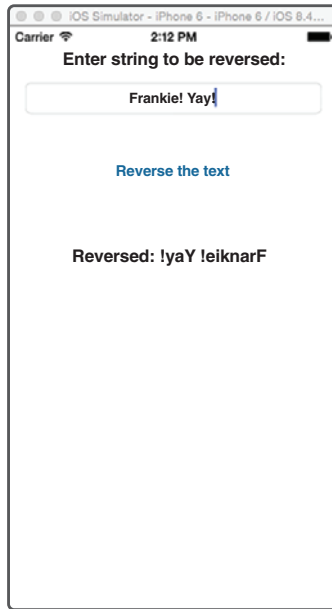 iOS Simulator - iPhone 6 - iPhone 6 / iOS 8.4...
Carrier 2:12 PM
Enter string to be reversed:
Frankie! Yay!
Reverse the text
Reversed: !yaY !eiknarF